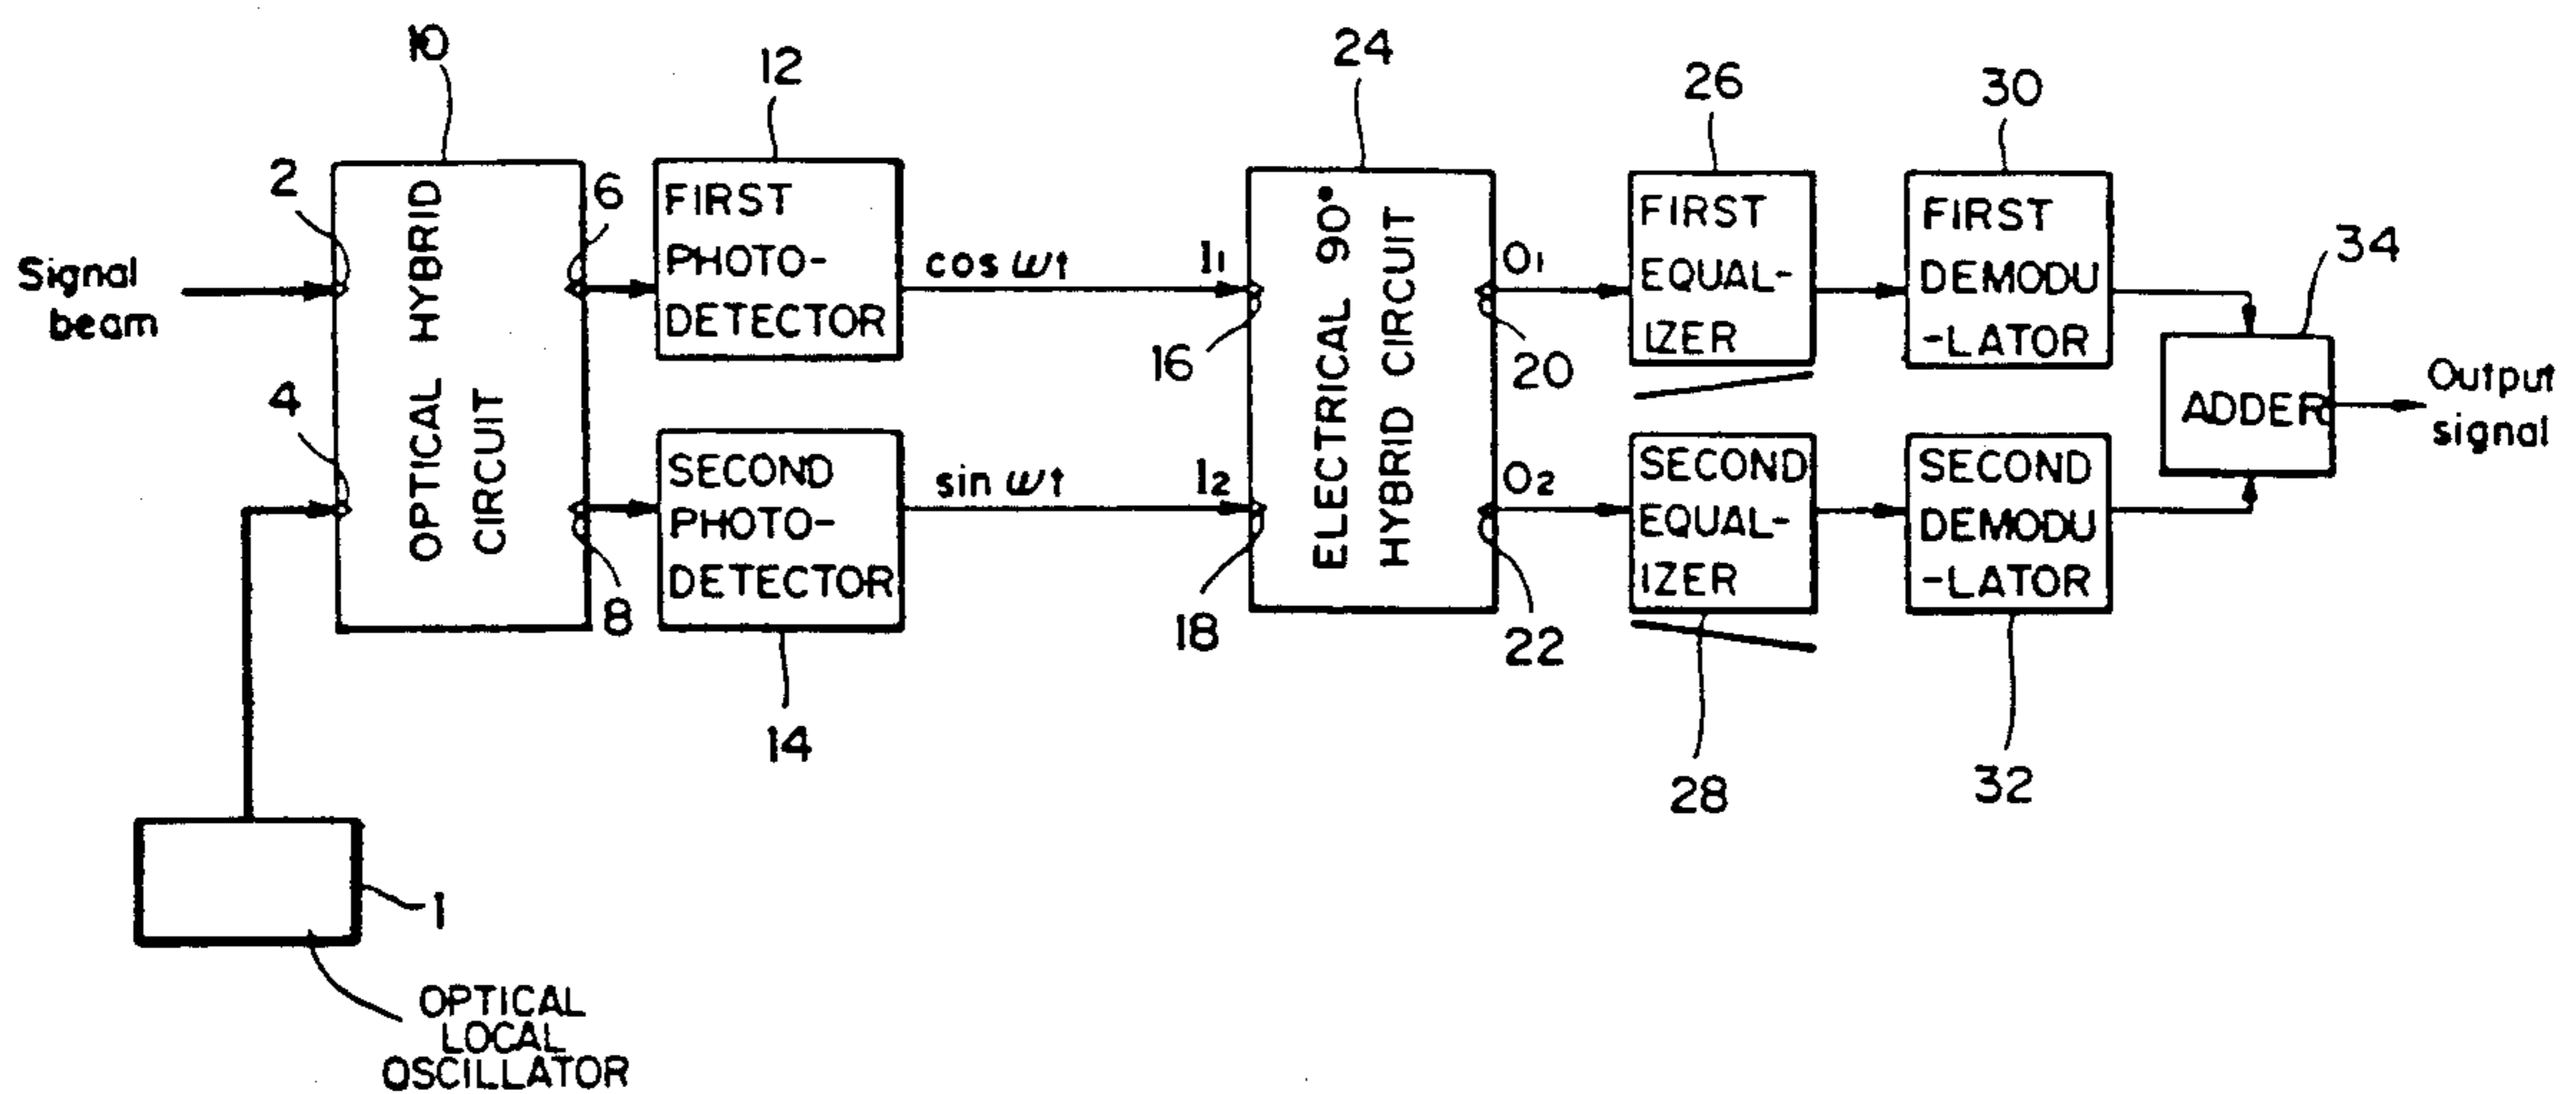 10
12
24
26
30
2
6
34
Signal
beam
OPTICAL HYBRID
CIRCUIT
FIRST
PHOTO-
DETECTOR
cos ωt
I1
16
ELECTRICAL 90°
HYBRID CIRCUIT
O1
20
FIRST
EQUAL-
IZER
FIRST
DEMODU
-LATOR
ADDER
Output
signal
4
8
SECOND
PHOTO-
DETECTOR
sin ωt
I2
18
O2
22
SECOND
EQUAL-
IZER
SECOND
DEMODU
-LATOR
14
28
32
1
OPTICAL
LOCAL
OSCILLATOR